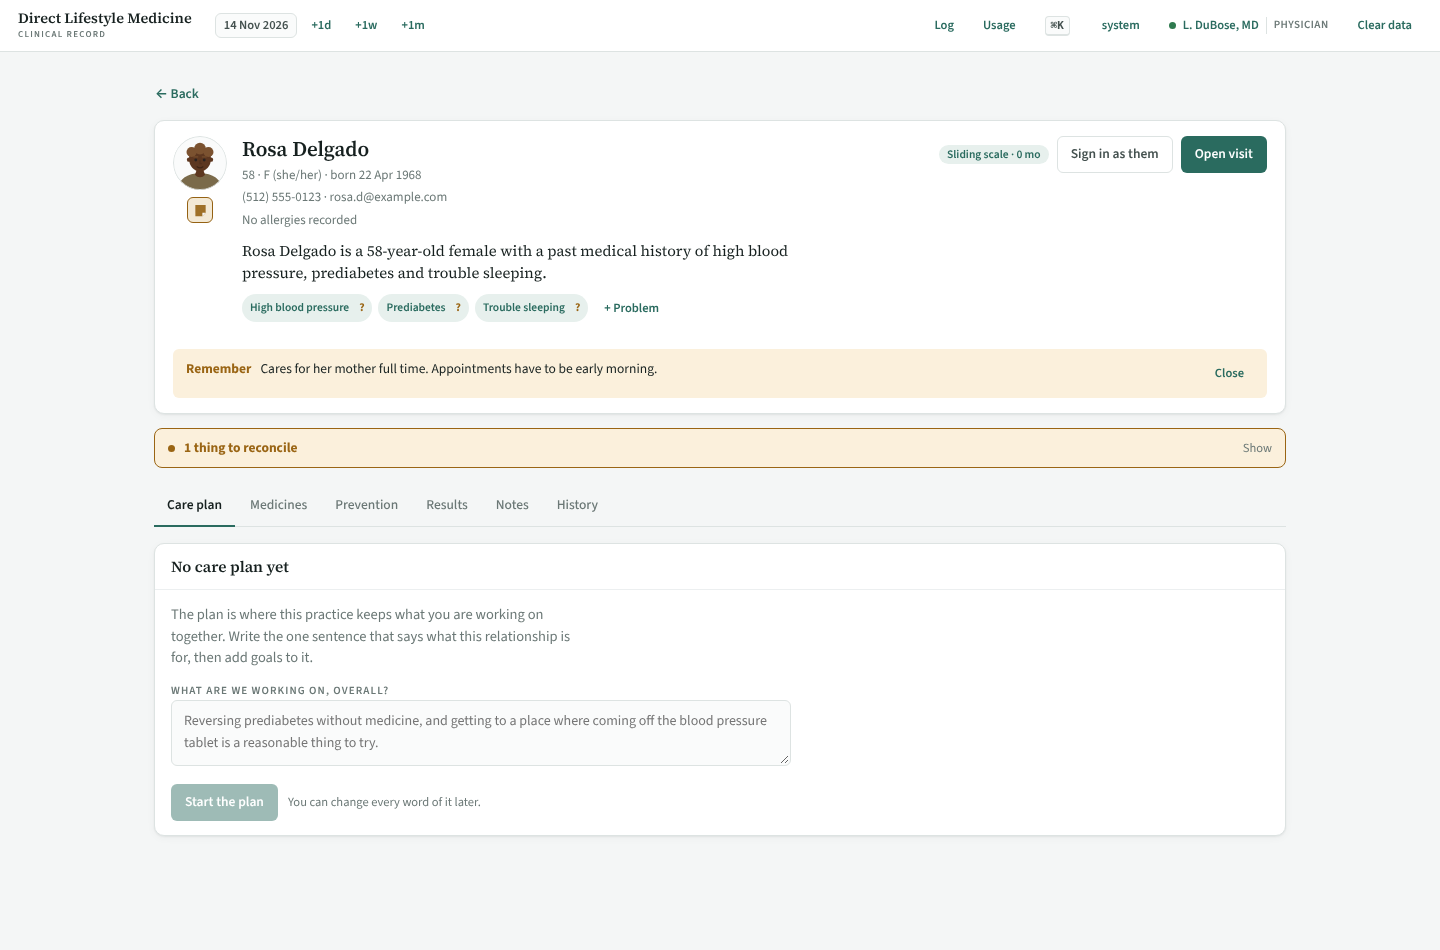 Direct Lifestyle Medicine
CLINICAL RECORD
14 Nov 2026
+1d
+1w
+1m
Log
Usage
⌘K
system
L. DuBose, MD
PHYSICIAN
Clear data
← Back
Rosa Delgado
58 · F (she/her) · born 22 Apr 1968
(512) 555-0123 · rosa.d@example.com
No allergies recorded
Sliding scale · 0 mo
Sign in as them
Open visit
Rosa Delgado is a 58-year-old female with a past medical history of high blood
pressure, prediabetes and trouble sleeping.
High blood pressure ?
Prediabetes ?
Trouble sleeping ?
+ Problem
Remember Cares for her mother full time. Appointments have to be early morning.
Close
1 thing to reconcile
Show
Care plan
Medicines
Prevention
Results
Notes
History
No care plan yet
The plan is where this practice keeps what you are working on
together. Write the one sentence that says what this relationship is
for, then add goals to it.
WHAT ARE WE WORKING ON, OVERALL?
Reversing prediabetes without medicine, and getting to a place where coming off the blood pressure
tablet is a reasonable thing to try.
Start the plan
You can change every word of it later.